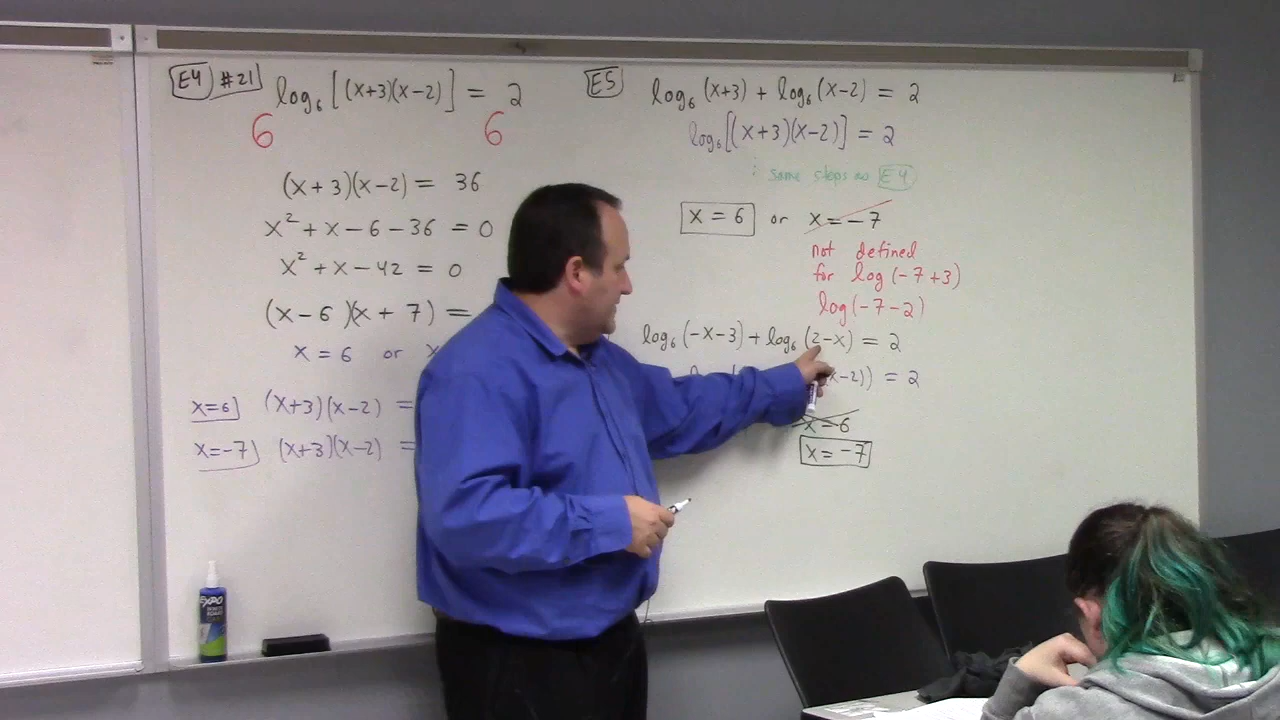 E4 #21
log₆[(x+3)(x-2)] = 2
6 6
(x+3)(x-2) = 36
x² + x - 6 - 36 = 0
x² + x - 42 = 0
(x-6)(x+7) =
x = 6 or x
x=6 (x+3)(x-2) =
x=-7 (x+3)(x-2) =
E5
log₆(x+3) + log₆(x-2) = 2
log₆[(x+3)(x-2)] = 2
⋮ same steps as E4
x = 6 or x = -7
not defined
for log(-7+3)
log(-7-2)
log₆(-x-3) + log₆(2-x) = 2
x-2)) = 2
x = 6
x = -7
EXPO